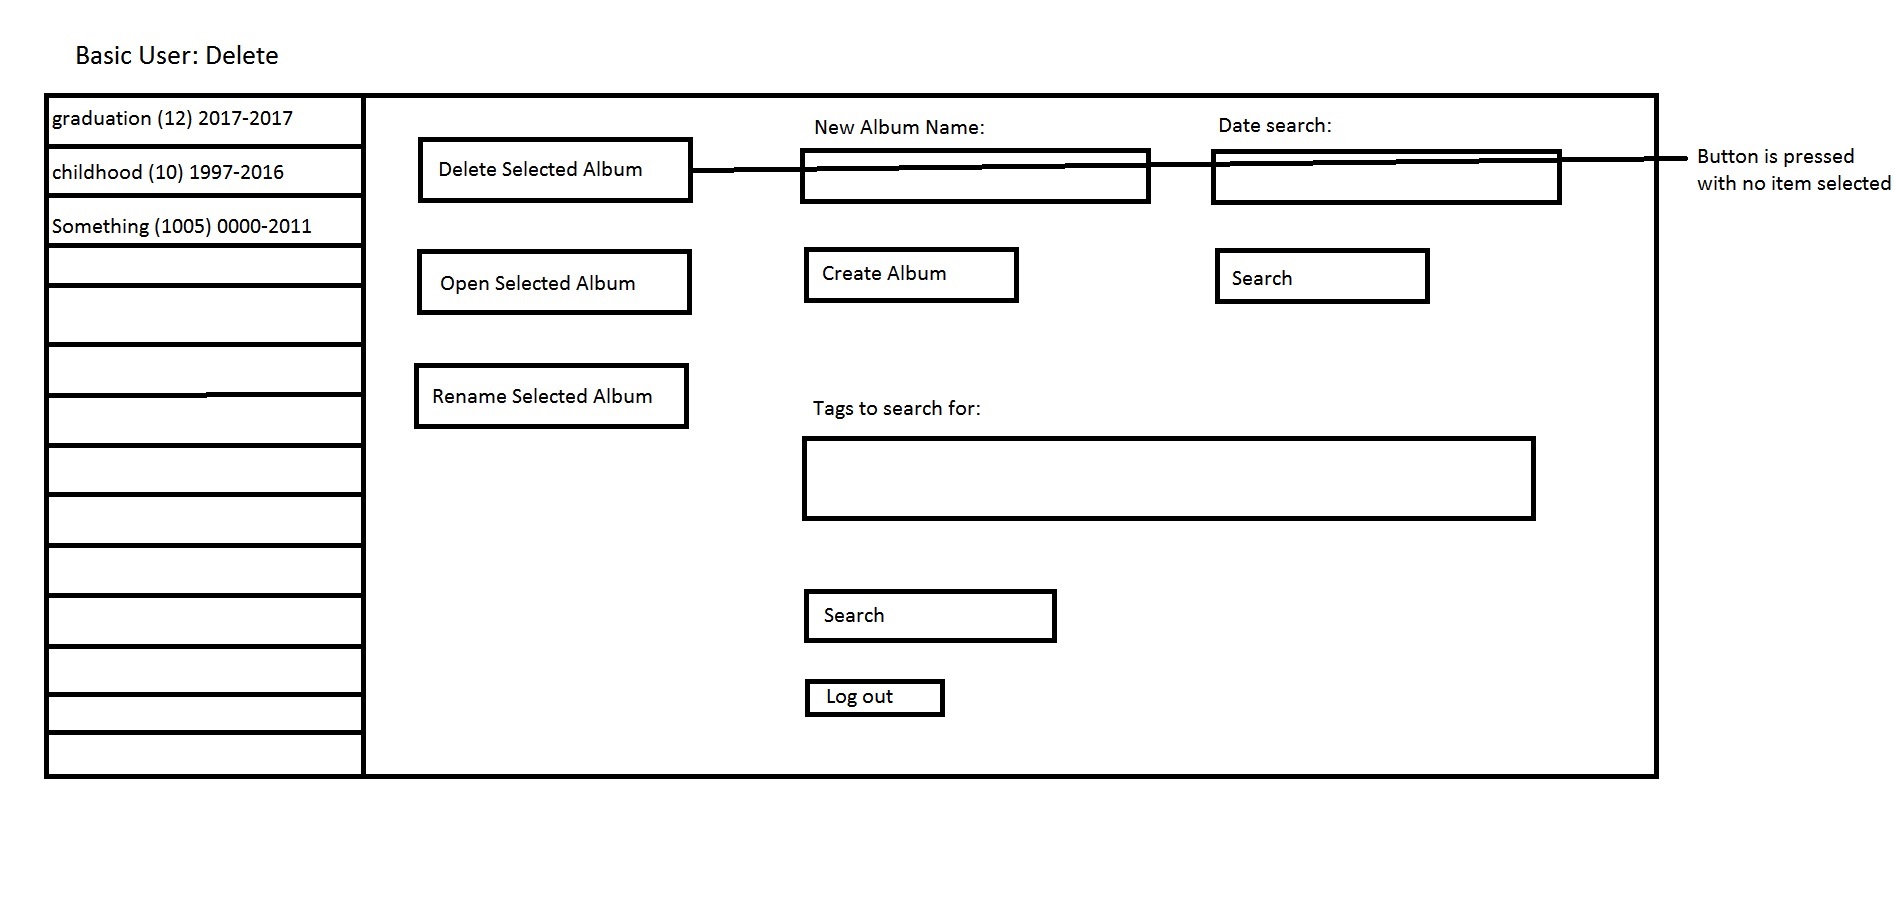 Basic User: Delete
graduation (12) 2017-2017
childhood (10) 1997-2016
Something (1005) 0000-2011
Delete Selected Album
Open Selected Album
Rename Selected Album
New Album Name:
Create Album
Date search:
Search
Tags to search for:
Search
Log out
Button is pressed
with no item selected